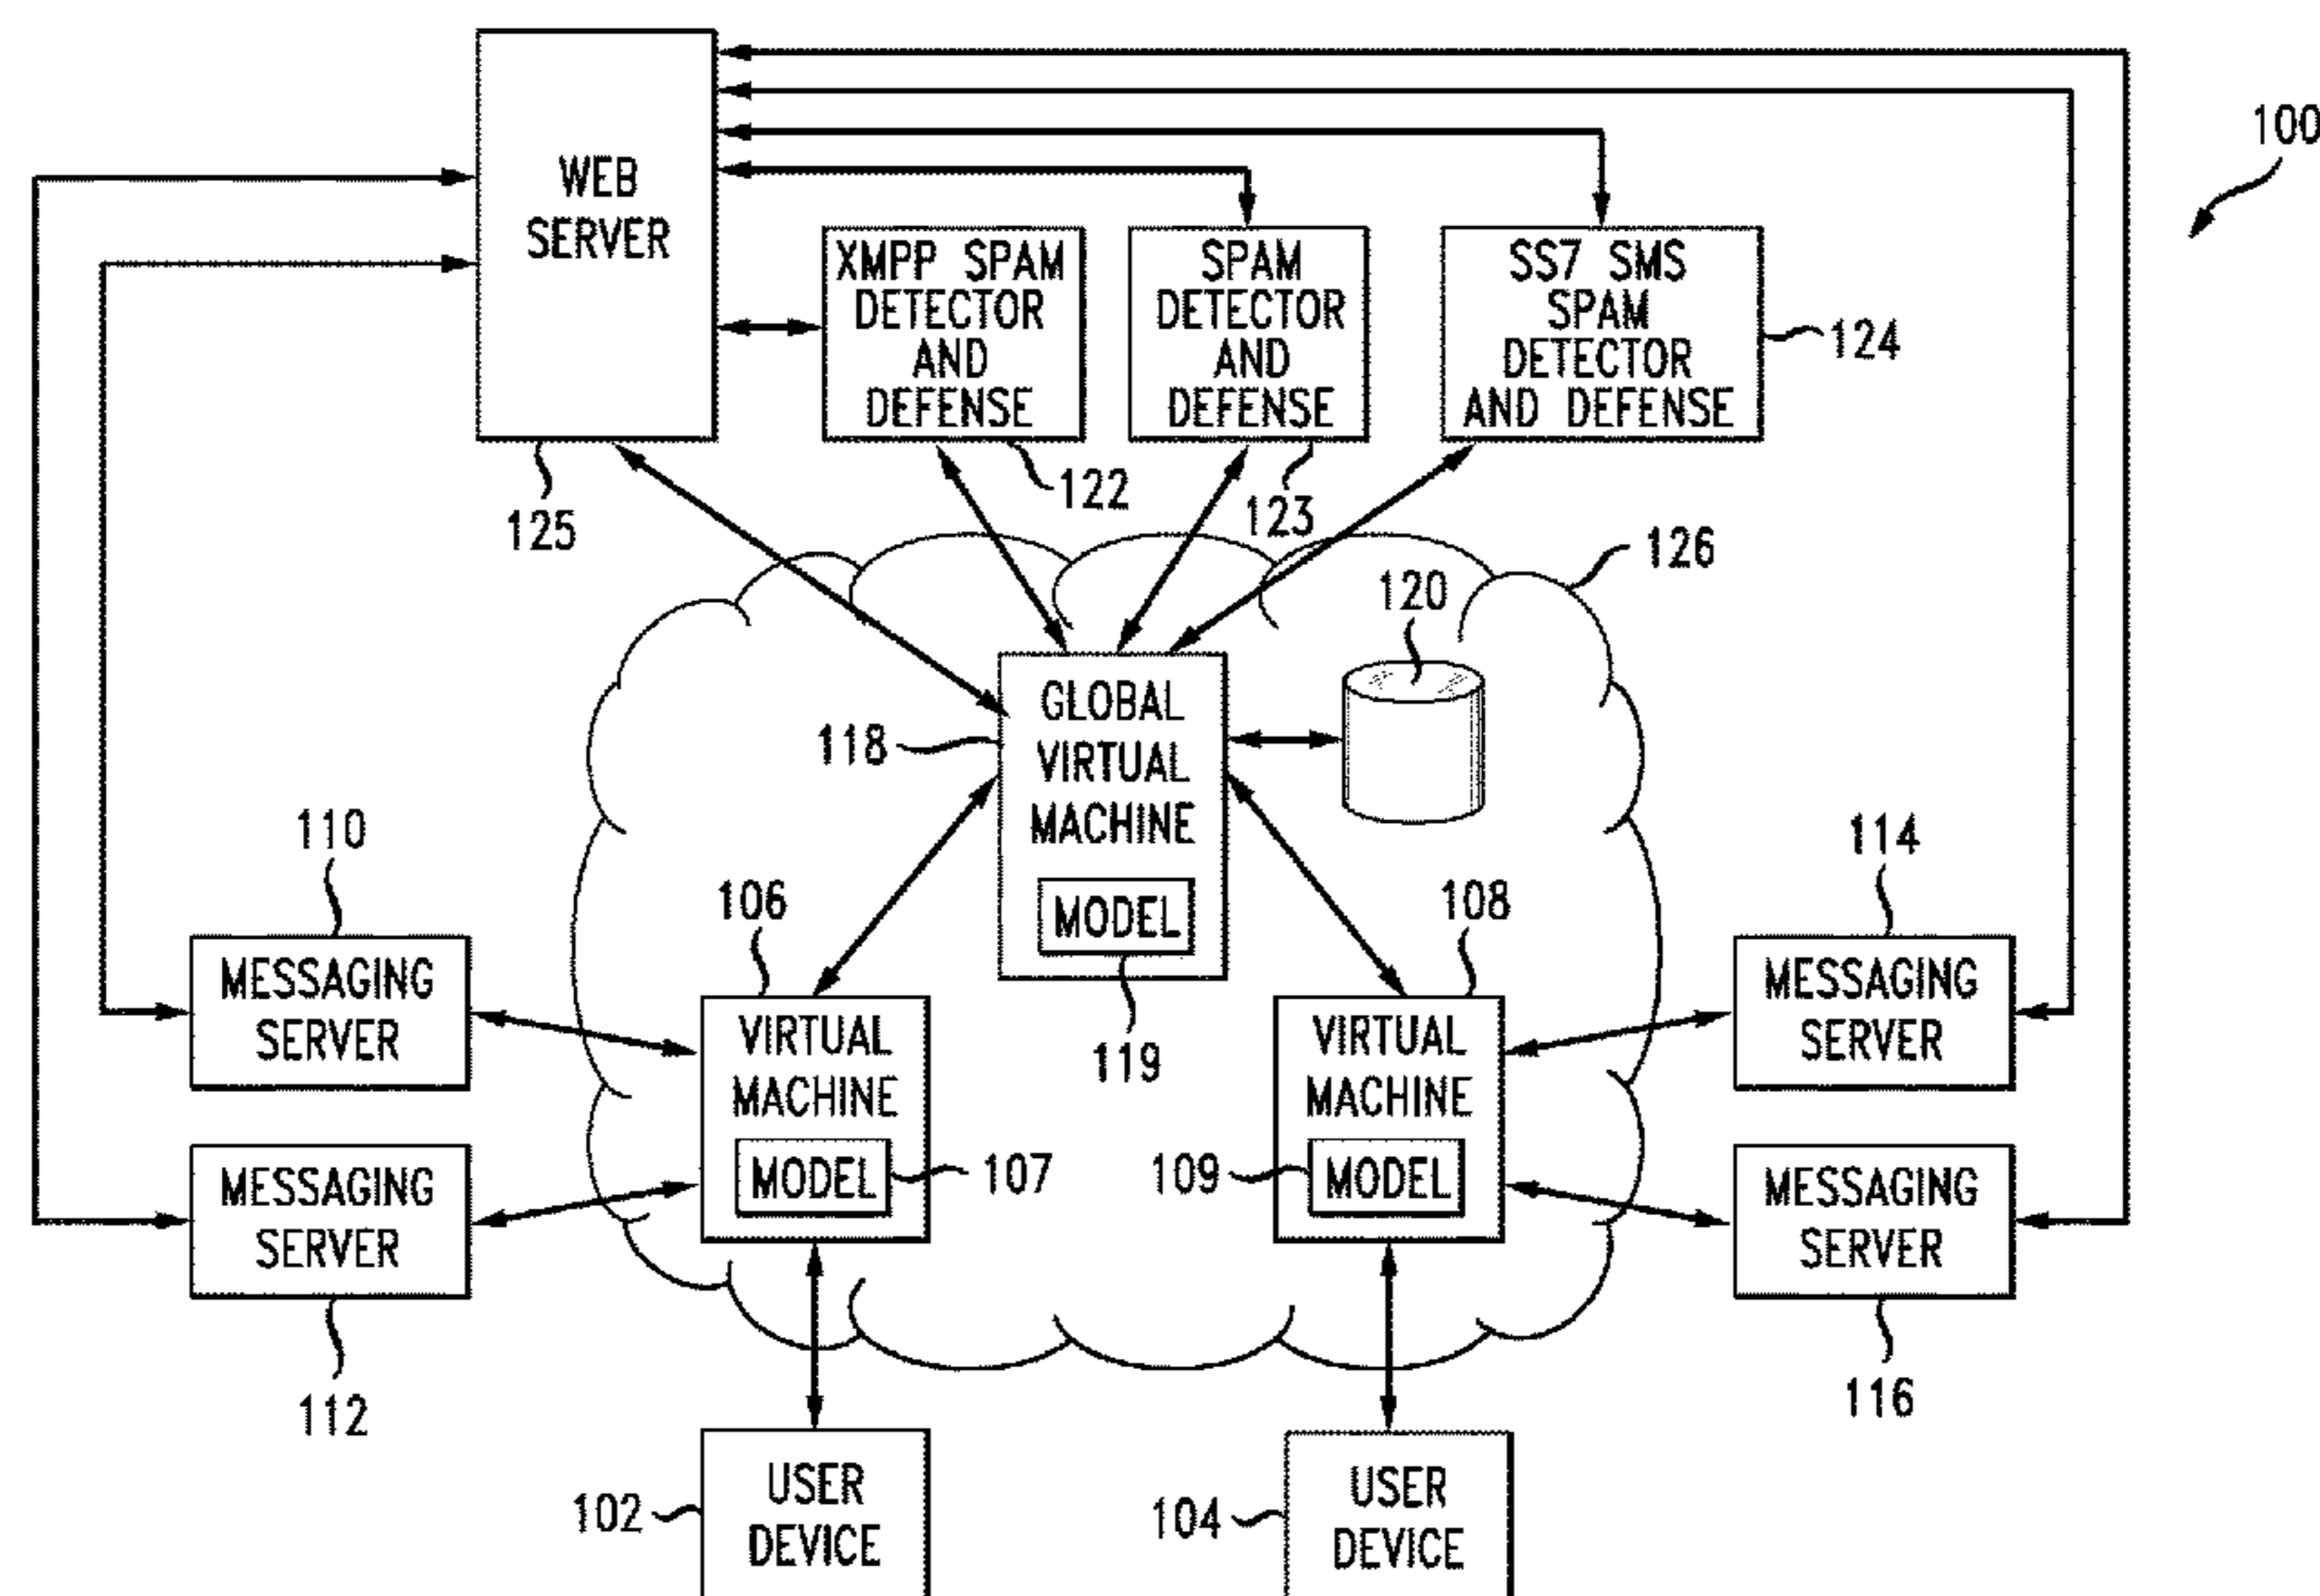 100
WEB
SERVER
125
XMPP SPAM
DETECTOR
AND
DEFENSE
122
SPAM
DETECTOR
AND
DEFENSE
123
SS7 SMS
SPAM
DETECTOR
AND DEFENSE
124
126
120
118
GLOBAL
VIRTUAL
MACHINE
MODEL
119
110
MESSAGING
SERVER
106
VIRTUAL
MACHINE
MODEL
107
108
VIRTUAL
MACHINE
109
MODEL
114
MESSAGING
SERVER
MESSAGING
SERVER
112
MESSAGING
SERVER
116
102
USER
DEVICE
104
USER
DEVICE